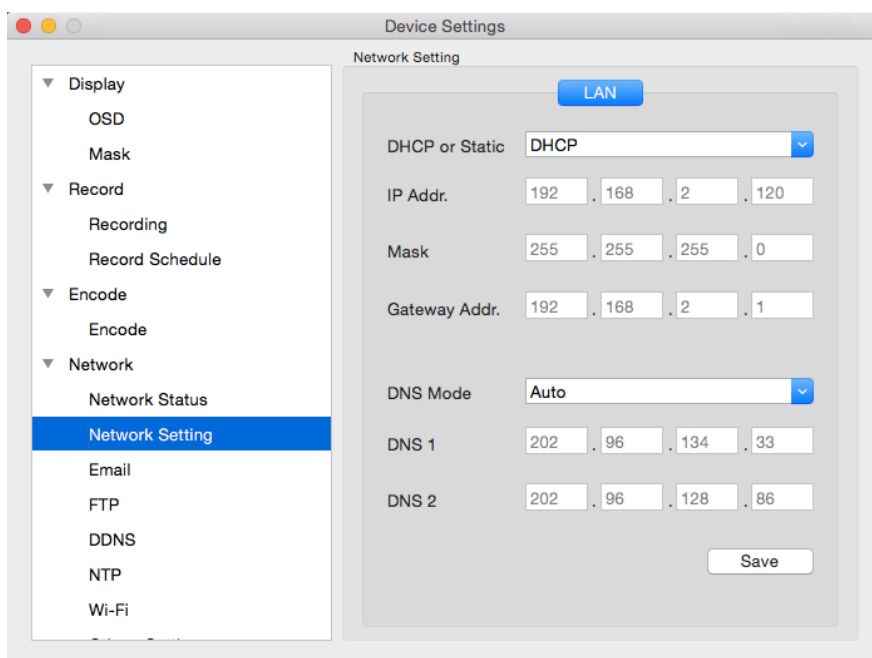 Device Settings
Network Setting
Display
OSD
Mask
Record
Recording
Record Schedule
Encode
Encode
Network
Network Status
Network Setting
Email
FTP
DDNS
NTP
Wi-Fi
LAN
DHCP or Static DHCP
IP Addr. 192 . 168 . 2 . 120
Mask 255 . 255 . 255 . 0
Gateway Addr. 192 . 168 . 2 . 1
DNS Mode Auto
DNS 1 202 . 96 . 134 . 33
DNS 2 202 . 96 . 128 . 86
Save